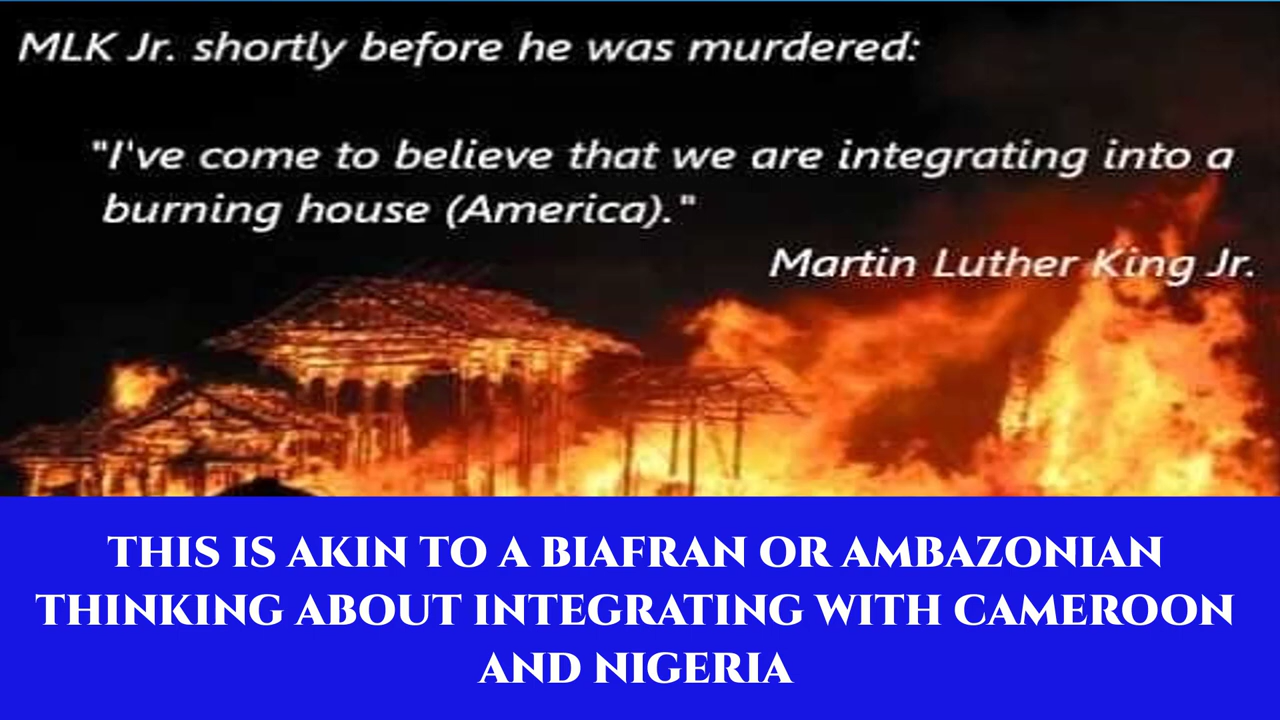 MLK Jr. shortly before he was murdered:
"I've come to believe that we are integrating into a
burning house (America)."
Martin Luther King Jr.
THIS IS AKIN TO A BIAFRAN OR AMBAZONIAN
THINKING ABOUT INTEGRATING WITH CAMEROON
AND NIGERIA